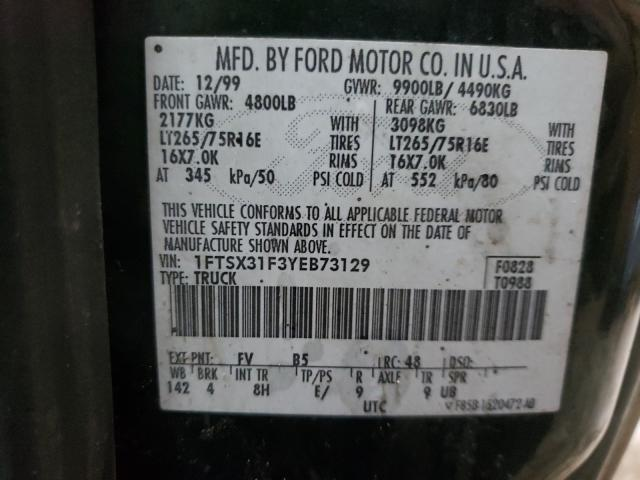 MFD. BY FORD MOTOR CO. IN U.S.A.
DATE: 12/99 GVWR: 9900LB/ 4490KG
FRONT GAWR: 4800LB REAR GAWR: 6830LB
2177KG WITH 3098KG WITH
LT265/75R16E TIRES LT265/75R16E TIRES
16X7.0K RIMS 16X7.0K RIMS
AT 345 kPa/50 PSI COLD AT 552 kPa/80 PSI COLD
THIS VEHICLE CONFORMS TO ALL APPLICABLE FEDERAL MOTOR
VEHICLE SAFETY STANDARDS IN EFFECT ON THE DATE OF
MANUFACTURE SHOWN ABOVE.
VIN: 1FTSX31F3YEB73129 F0828
TYPE: TRUCK T0988
EXT PNT: FV B5 RC: 48 DSO:
WB BRK INT TR TP/PS R AXLE TR SPR
142 4 8H E/ 9 9 UB
UTC F85B-1520472-AB